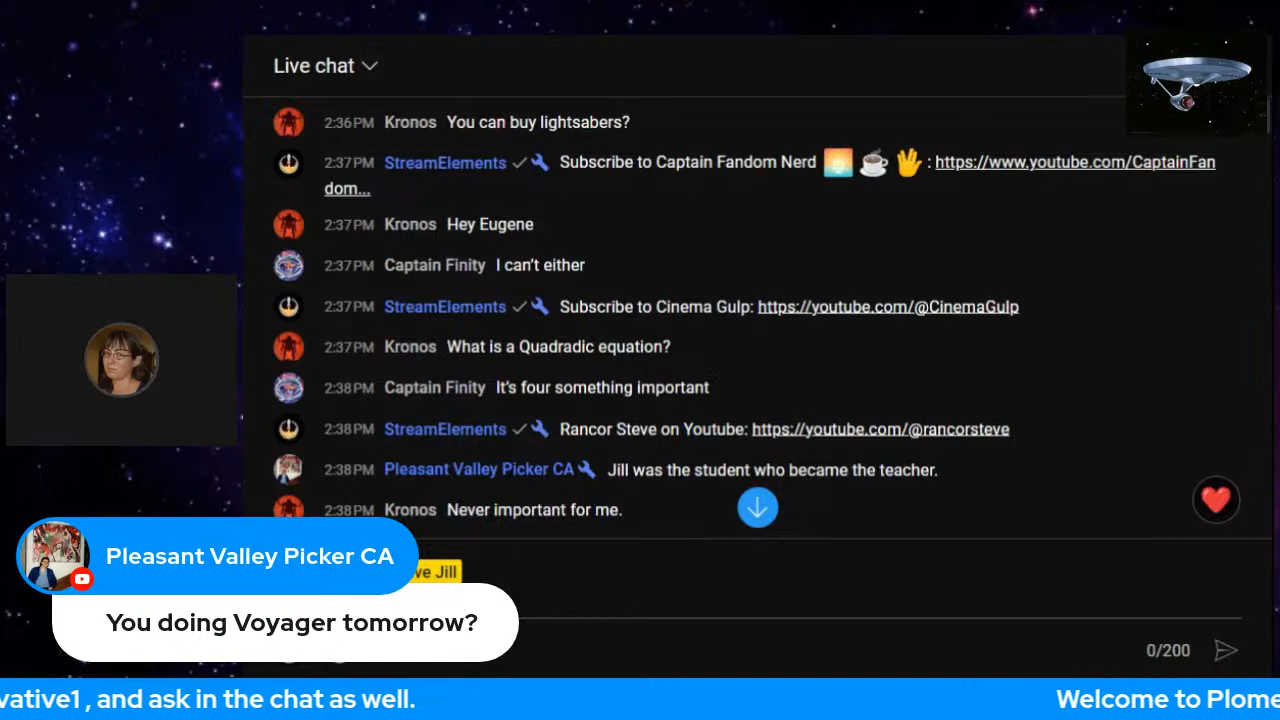 Live chat
2:36PM Kronos You can buy lightsabers?
2:37PM StreamElements Subscribe to Captain Fandom Nerd 🌅 ☕ 🖖 : https://www.youtube.com/CaptainFan
dom...
2:37PM Kronos Hey Eugene
2:37PM Captain Finity I can't either
2:37PM StreamElements Subscribe to Cinema Gulp: https://youtube.com/@CinemaGulp
2:37PM Kronos What is a Quadradic equation?
2:38PM Captain Finity It's four something important
2:38PM StreamElements Rancor Steve on Youtube: https://youtube.com/@rancorsteve
2:38PM Pleasant Valley Picker CA Jill was the student who became the teacher.
2:38PM Kronos Never important for me.
Pleasant Valley Picker CA
ve Jill
You doing Voyager tomorrow?
0/200
vative1 , and ask in the chat as well. Welcome to Plome